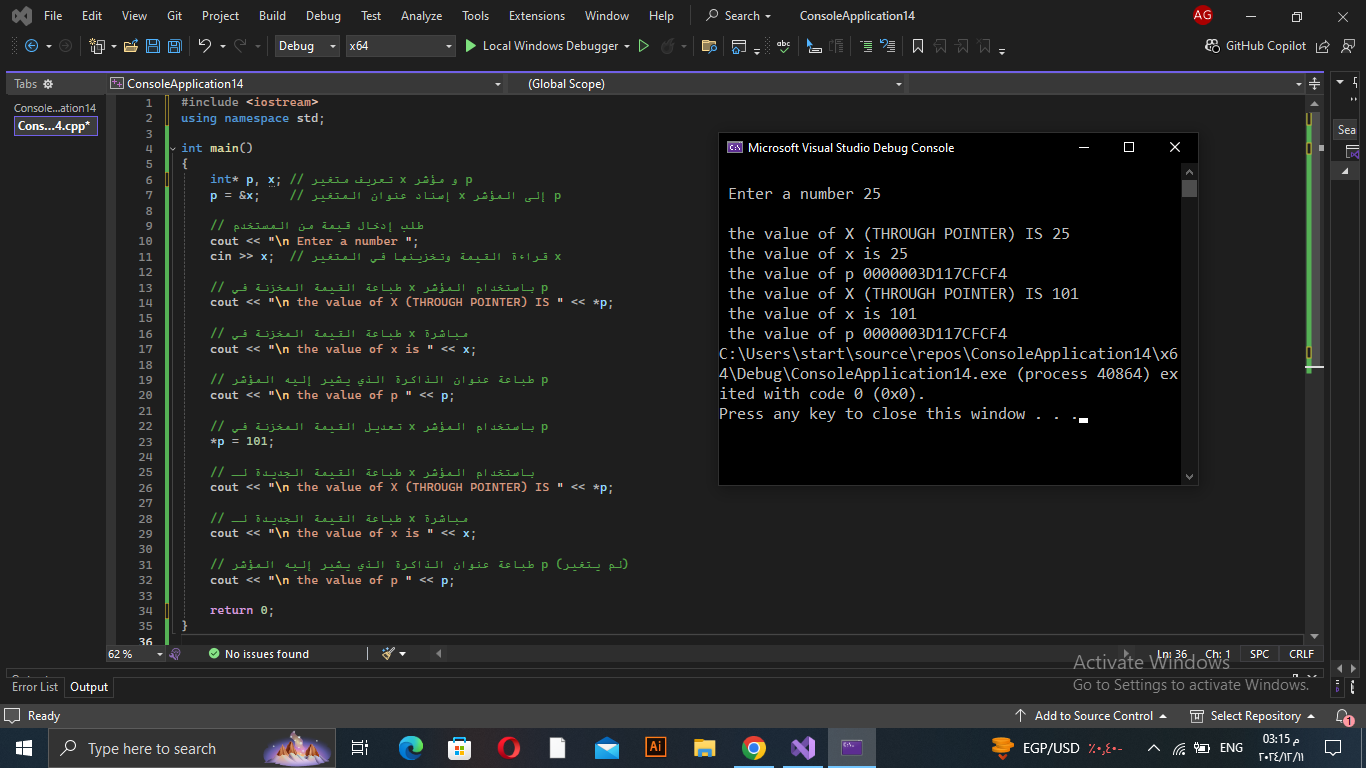 File Edit View Git Project Build Debug Test Analyze Tools Extensions Window Help Search ConsoleApplication14 AG
Debug x64 Local Windows Debugger GitHub Copilot
Tabs ConsoleApplication14 (Global Scope)
Console...ation14
Cons...4.cpp*
1 #include <iostream>
2 using namespace std;
3
4 int main()
5 {
6 int* p, x; // تعريف متغير x و مؤشر p
7 p = &x; // إسناد عنوان المتغير x إلى المؤشر p
8
9 // طلب إدخال قيمة من المستخدم
10 cout << "\n Enter a number ";
11 cin >> x; // قراءة القيمة وتخزينها في المتغير x
12
13 // طباعة القيمة المخزنة في x باستخدام المؤشر p
14 cout << "\n the value of X (THROUGH POINTER) IS " << *p;
15
16 // طباعة القيمة المخزنة في x مباشرة
17 cout << "\n the value of x is " << x;
18
19 // طباعة عنوان الذاكرة الذي يشير إليه المؤشر p
20 cout << "\n the value of p " << p;
21
22 // تعديل القيمة المخزنة في x باستخدام المؤشر p
23 *p = 101;
24
25 // طباعة القيمة الجديدة لـ x باستخدام المؤشر
26 cout << "\n the value of X (THROUGH POINTER) IS " << *p;
27
28 // طباعة القيمة الجديدة لـ x مباشرة
29 cout << "\n the value of x is " << x;
30
31 // طباعة عنوان الذاكرة الذي يشير إليه المؤشر p (لم يتغير)
32 cout << "\n the value of p " << p;
33
34 return 0;
35 }
36
Microsoft Visual Studio Debug Console
Enter a number 25
the value of X (THROUGH POINTER) IS 25
the value of x is 25
the value of p 0000003D117CFCF4
the value of X (THROUGH POINTER) IS 101
the value of x is 101
the value of p 0000003D117CFCF4
C:\Users\start\source\repos\ConsoleApplication14\x6
4\Debug\ConsoleApplication14.exe (process 40864) ex
ited with code 0 (0x0).
Press any key to close this window . . .
Sea
62 % No issues found Ln: 36 Ch: 1 SPC CRLF
Activate Windows
Go to Settings to activate Windows.
Error List Output
Ready Add to Source Control Select Repository 1
Type here to search Ai EGP/USD ٪٠,٤٠- ENG 03:15 م
٢٠٢٤/١٢/١١